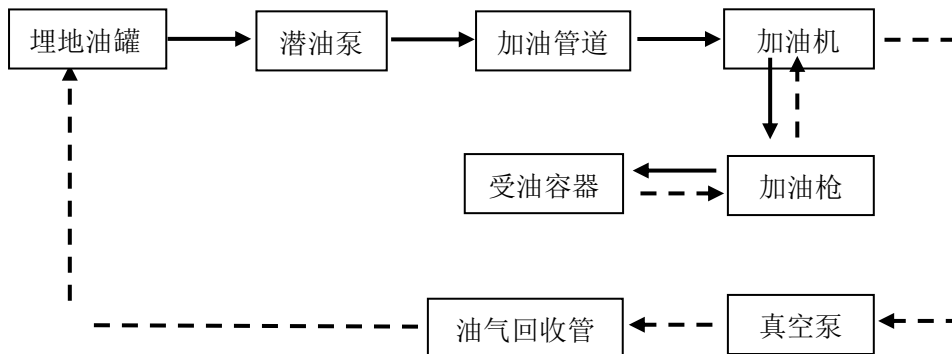 埋地油罐
潜油泵
加油管道
加油机
受油容器
加油枪
油气回收管
真空泵